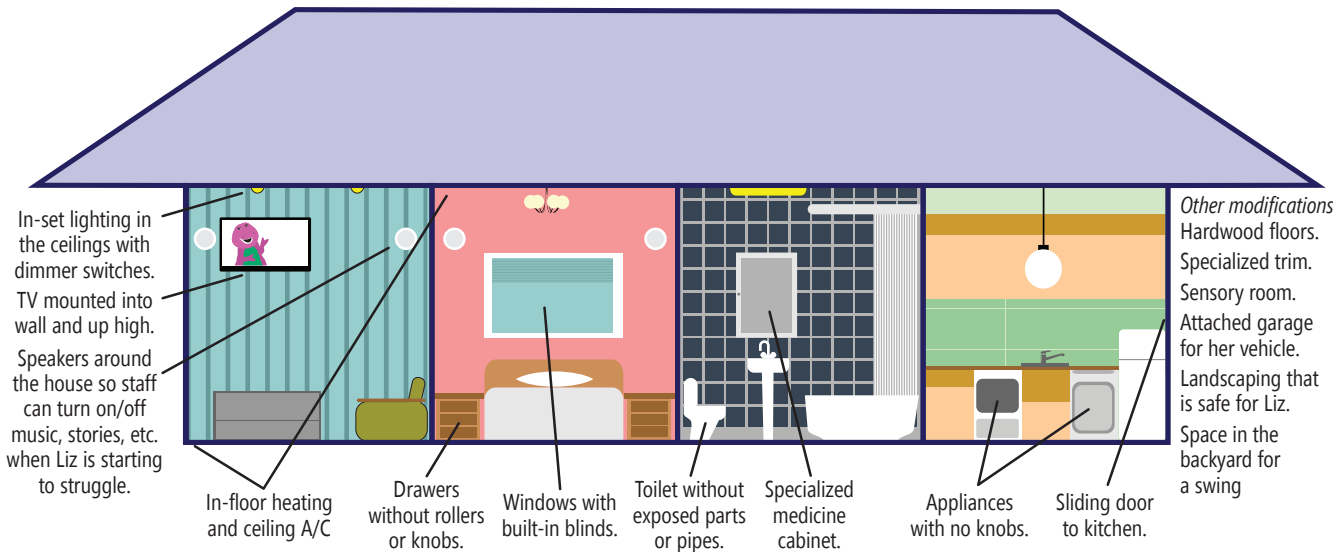 In-set lighting in
the ceilings with
dimmer switches.
TV mounted into
wall and up high.
Speakers around
the house so staff
can turn on/off
music, stories, etc.
when Liz is starting
to struggle.
In-floor heating
and ceiling A/C
Drawers
without rollers
or knobs.
Windows with
built-in blinds.
Toilet without
exposed parts
or pipes.
Specialized
medicine
cabinet.
Appliances
with no knobs.
Sliding door
to kitchen.
Other modifications
Hardwood floors.
Specialized trim.
Sensory room.
Attached garage
for her vehicle.
Landscaping that
is safe for Liz.
Space in the
backyard for
a swing